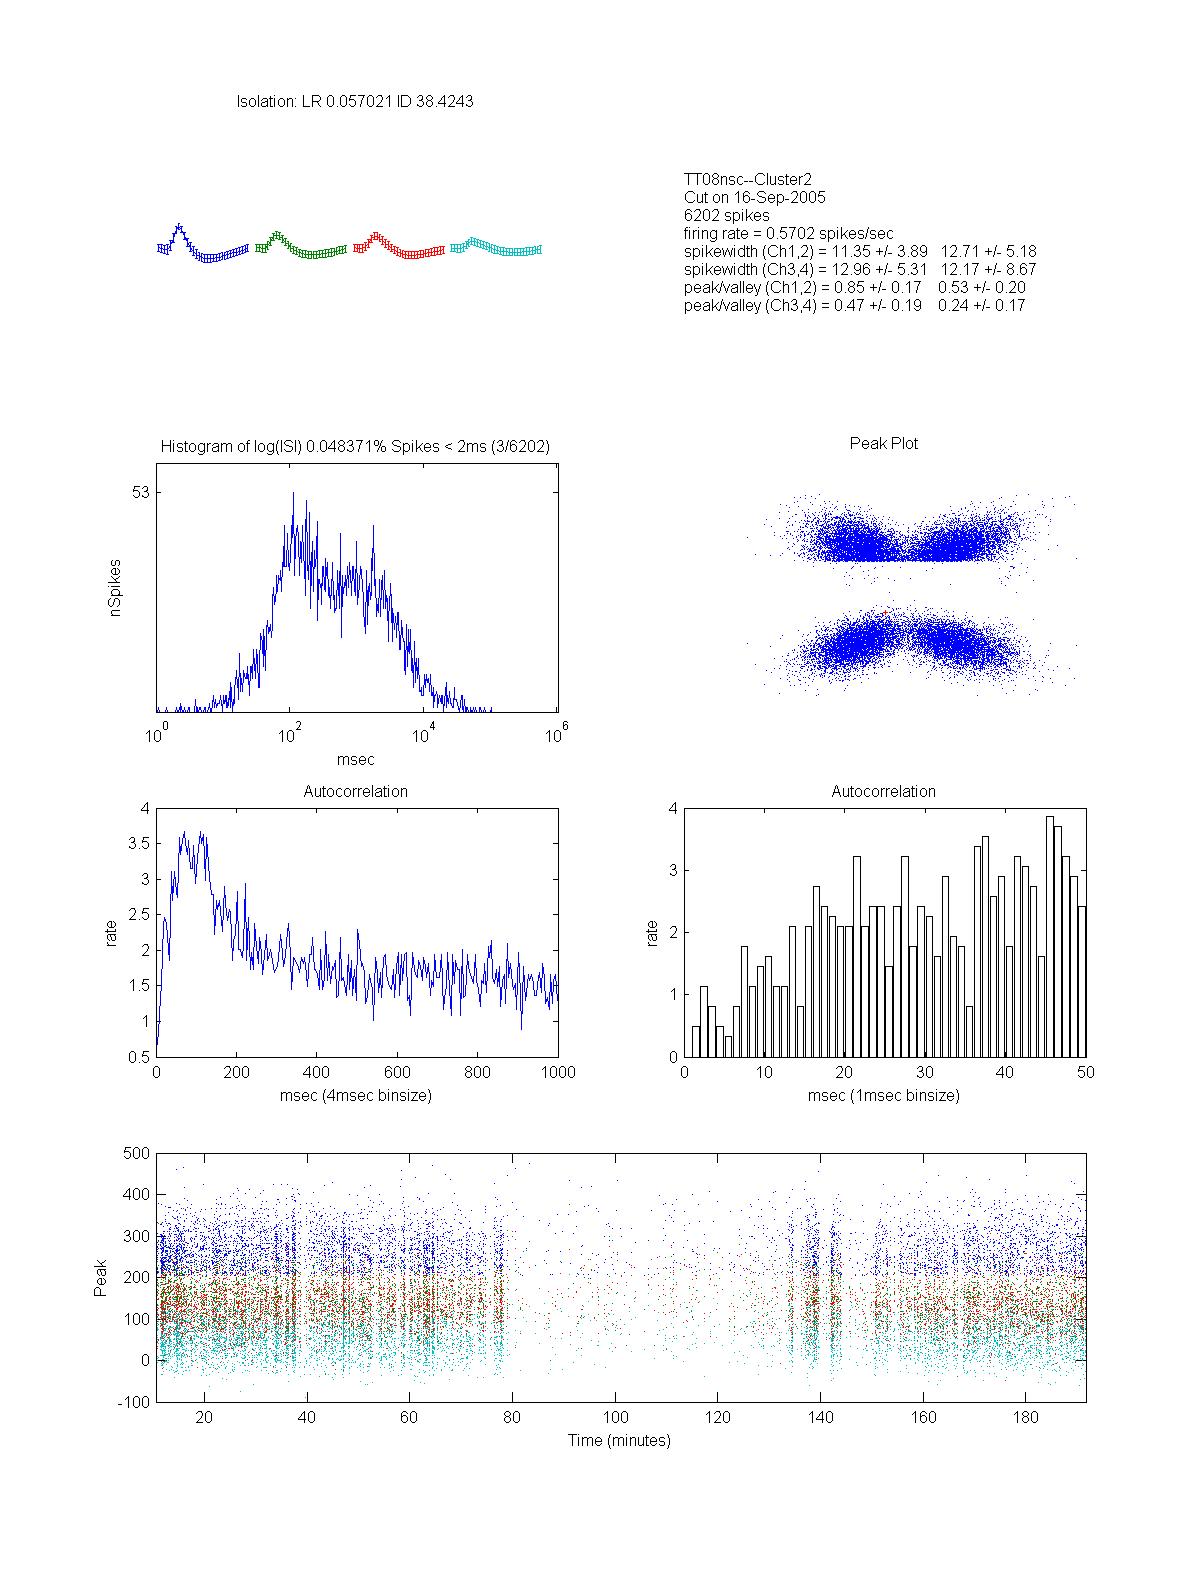 Isolation: LR 0.057021 ID 38.4243
TT08nsc--Cluster2
Cut on 16-Sep-2005
6202 spikes
firing rate = 0.5702 spikes/sec
spikewidth (Ch1,2) = 11.35 +/- 3.89 12.71 +/- 5.18
spikewidth (Ch3,4) = 12.96 +/- 5.31 12.17 +/- 8.67
peak/valley (Ch1,2) = 0.85 +/- 0.17 0.53 +/- 0.20
peak/valley (Ch3,4) = 0.47 +/- 0.19 0.24 +/- 0.17
Histogram of log(ISI) 0.048371% Spikes < 2ms (3/6202)
53
nSpikes
10^0 10^2 10^4 10^6
msec
Peak Plot
Autocorrelation
4
3.5
3
2.5
2
1.5
1
0.5
rate
0 200 400 600 800 1000
msec (4msec binsize)
Autocorrelation
4
3
2
1
0
rate
0 10 20 30 40 50
msec (1msec binsize)
500
400
300
200
100
0
-100
Peak
20 40 60 80 100 120 140 160 180
Time (minutes)